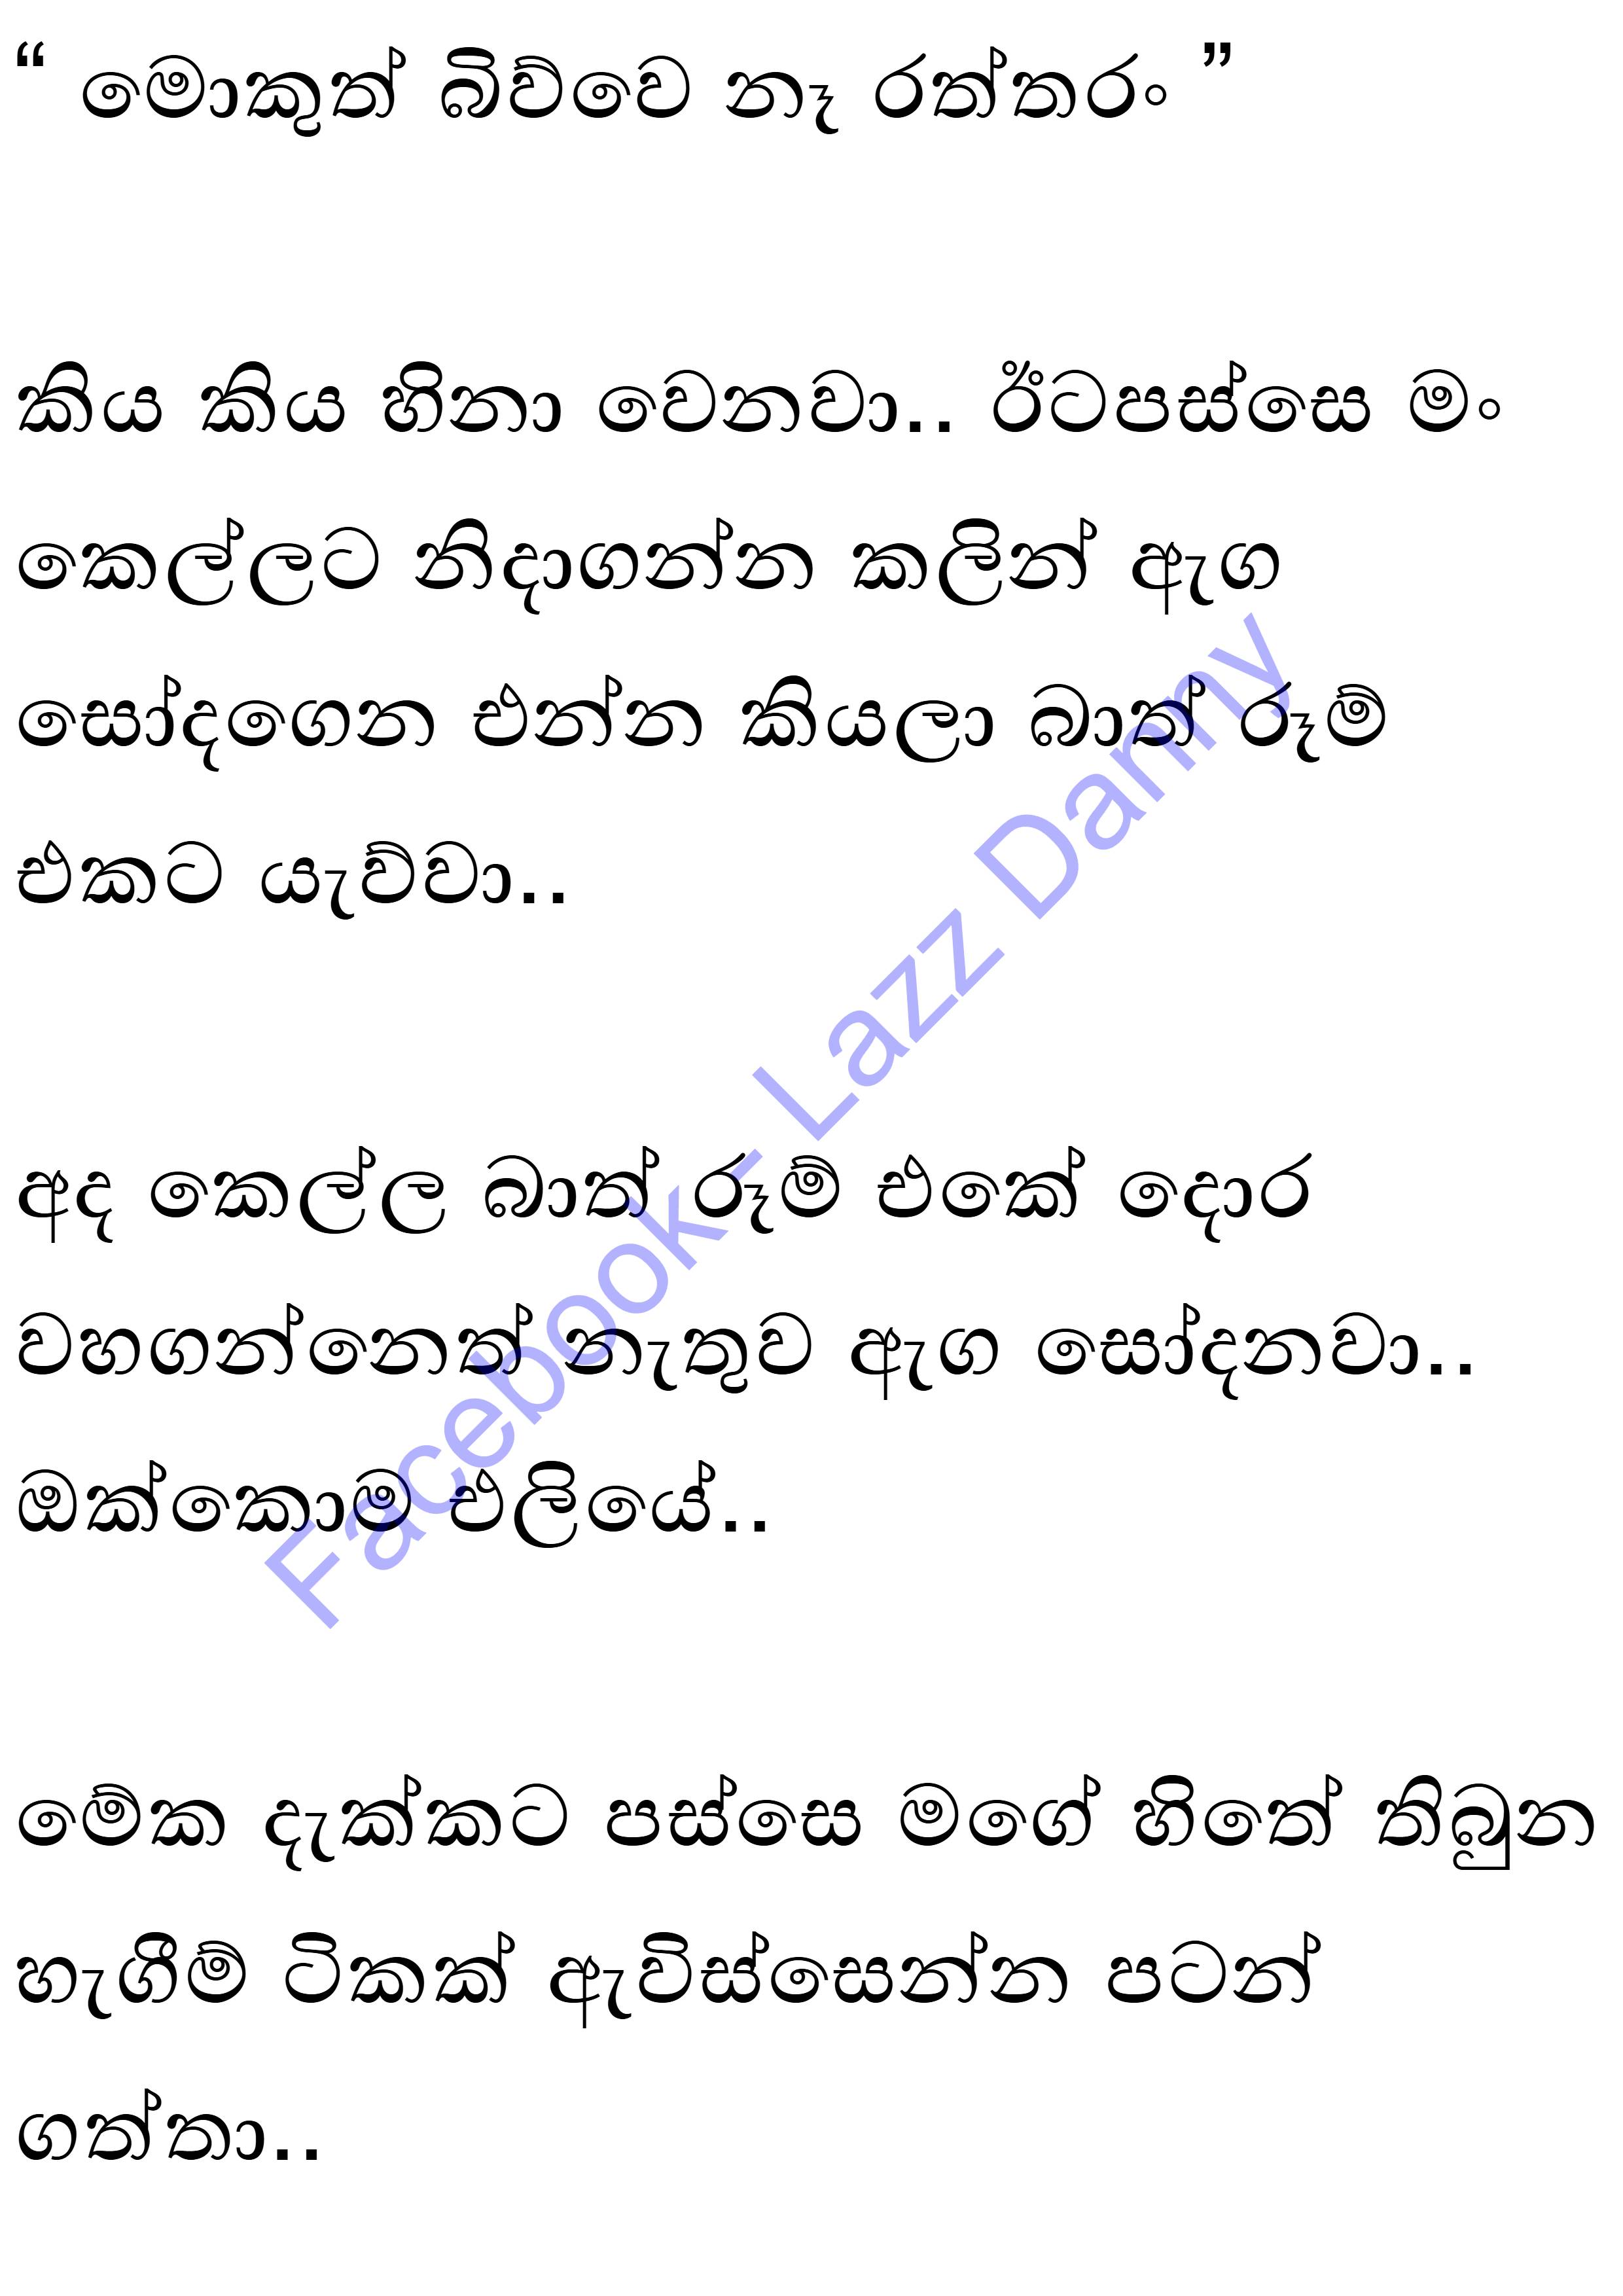 “ මොකුත් බිව්වෙ නෑ රත්තරං ”
කිය කිය හිනා වෙනවා.. ඊටපස්සෙ මං
කෙල්ලට නිදාගන්න කලින් ඇග
සෝදගෙන එන්න කියලා බාත් රූම්
එකට යැව්වා..
අද කෙල්ල බාත් රූම් එකේ දොර
වහගන්නෙත් නැතුව ඇග සෝදනවා..
ඔක්කොම එලියේ..
මේක දැක්කට පස්සෙ මගේ හිතේ තිබුන
හැගීම් ටිකක් ඇවිස්සෙන්න පටන්
ගත්තා..
Facebook- Lazz Danny